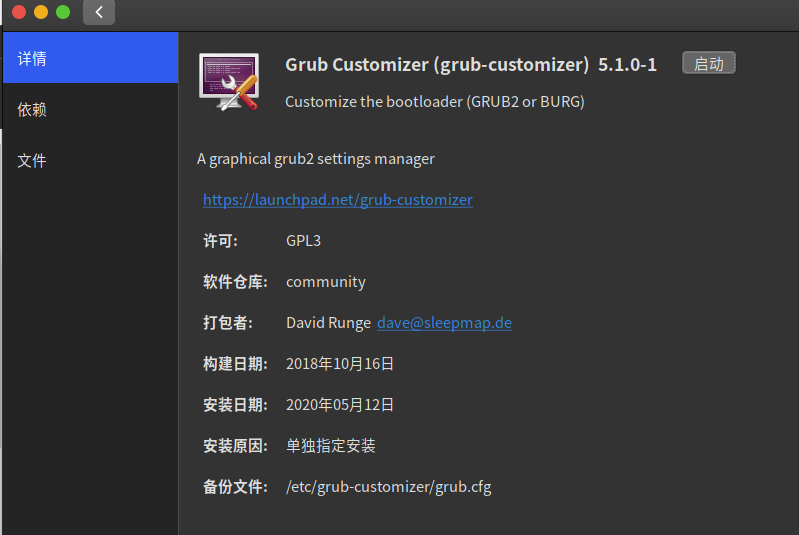 详情
依赖
文件
Grub Customizer (grub-customizer) 5.1.0-1
启动
Customize the bootloader (GRUB2 or BURG)
A graphical grub2 settings manager
https://launchpad.net/grub-customizer
许可: GPL3
软件仓库: community
打包者: David Runge dave@sleepmap.de
构建日期: 2018年10月16日
安装日期: 2020年05月12日
安装原因: 单独指定安装
备份文件: /etc/grub-customizer/grub.cfg